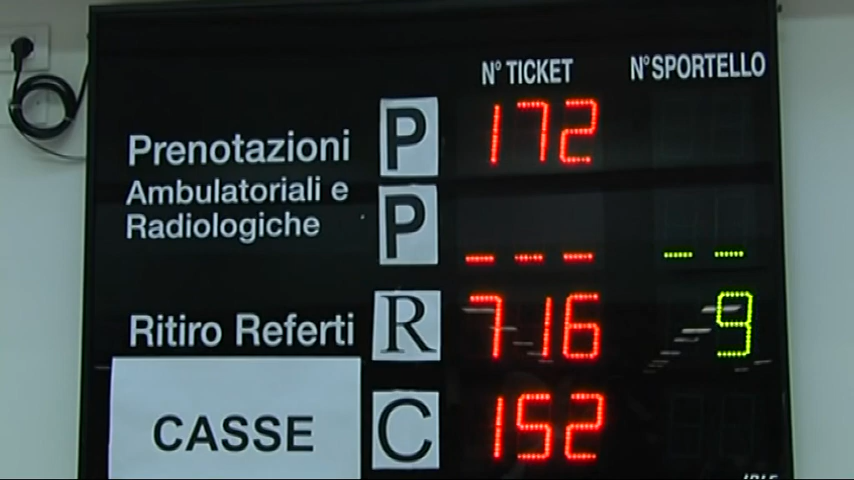 N° TICKET N° SPORTELLO
Prenotazioni P 172
Ambulatoriali e
Radiologiche P --- --
Ritiro Referti R 716 9
CASSE C 152